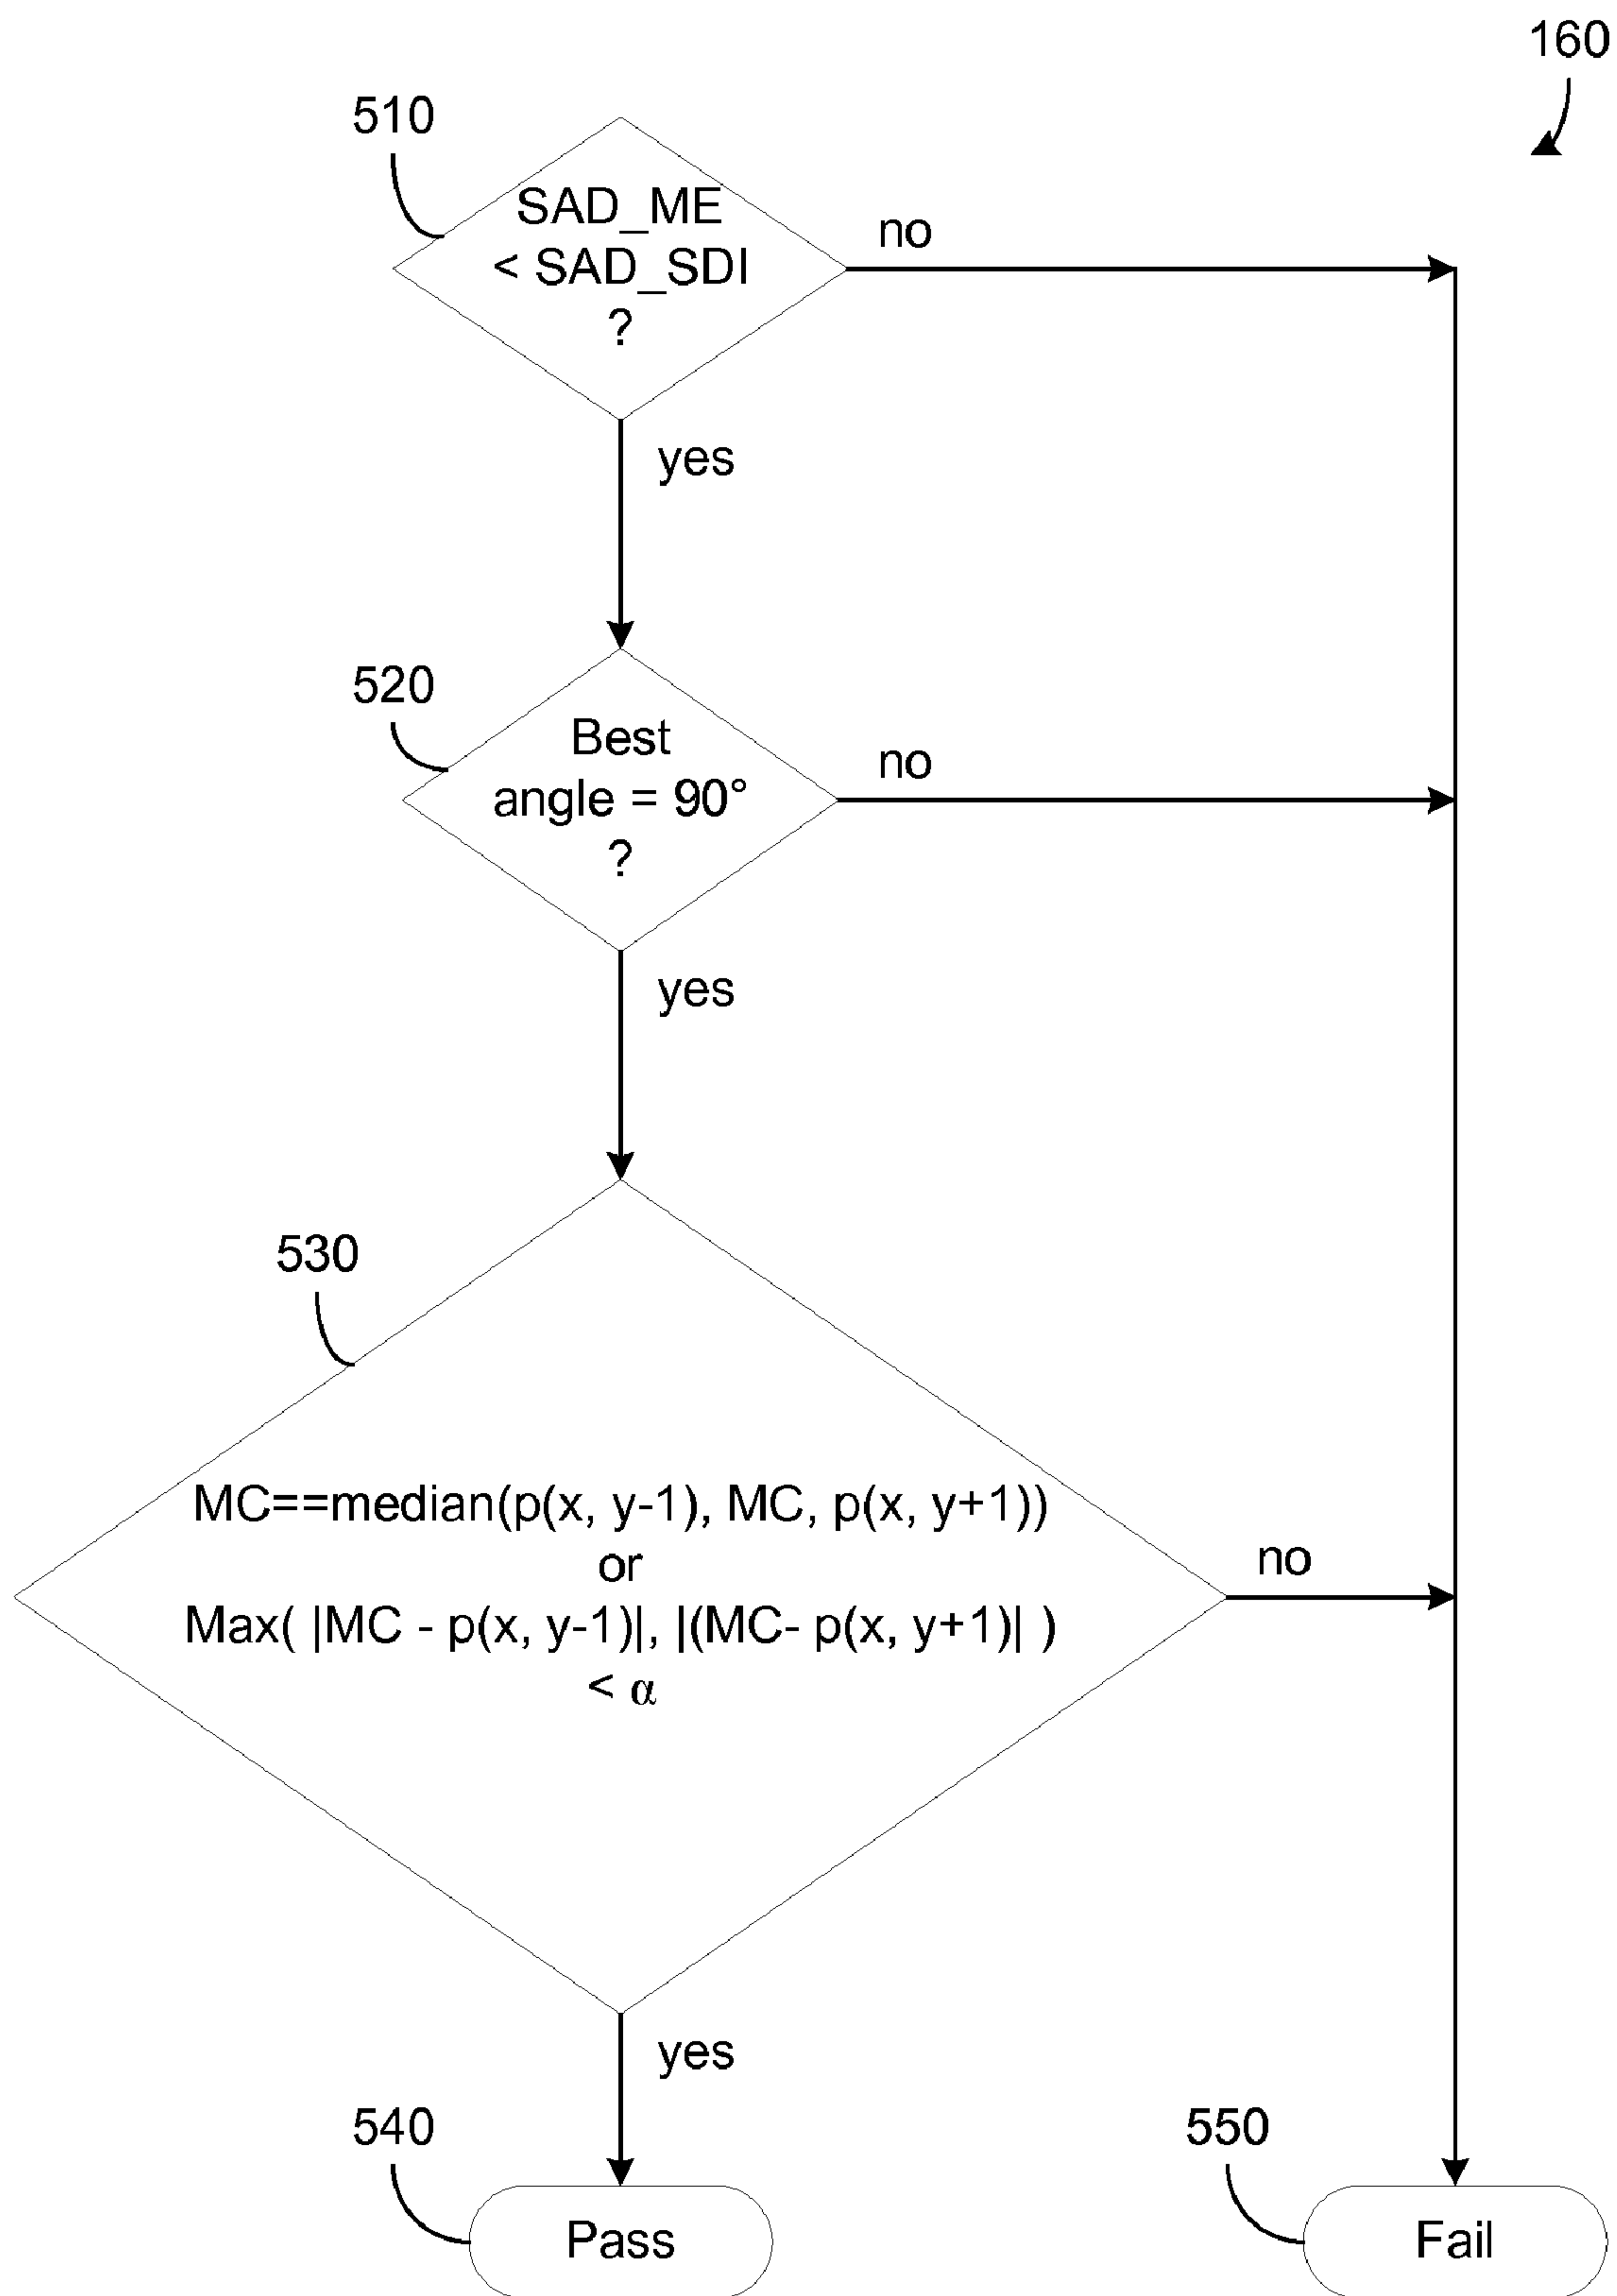 160
510
SAD_ME
< SAD_SDI
?
no
yes
520
Best
angle = 90°
?
no
yes
530
MC==median(p(x, y-1), MC, p(x, y+1))
or
Max( |MC - p(x, y-1)|, |(MC- p(x, y+1)| )
< α
no
yes
540
550
Pass
Fail